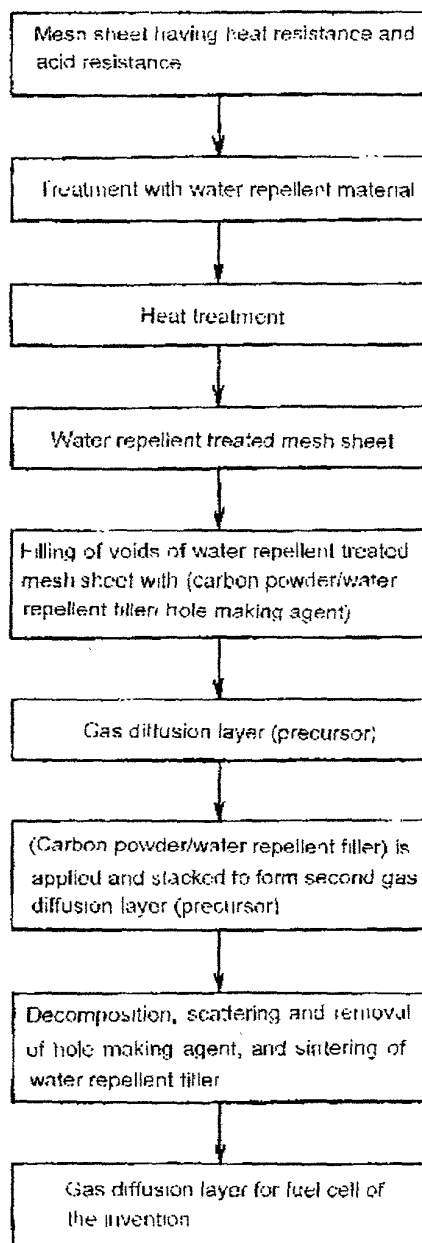 Mesh sheet having heat resistance and
acid resistance
Treatment with water repellent material
Heat treatment
Water repellent treated mesh sheet
Filling of voids of water repellent treated
mesh sheet with (carbon powder/water
repellent filler/ hole making agent)
Gas diffusion layer (precursor)
(Carbon powder/water repellent filler) is
applied and stacked to form second gas
diffusion layer (precursor)
Decomposition, scattering and removal
of hole making agent, and sintering of
water repellent filler
Gas diffusion layer for fuel cell of
the invention